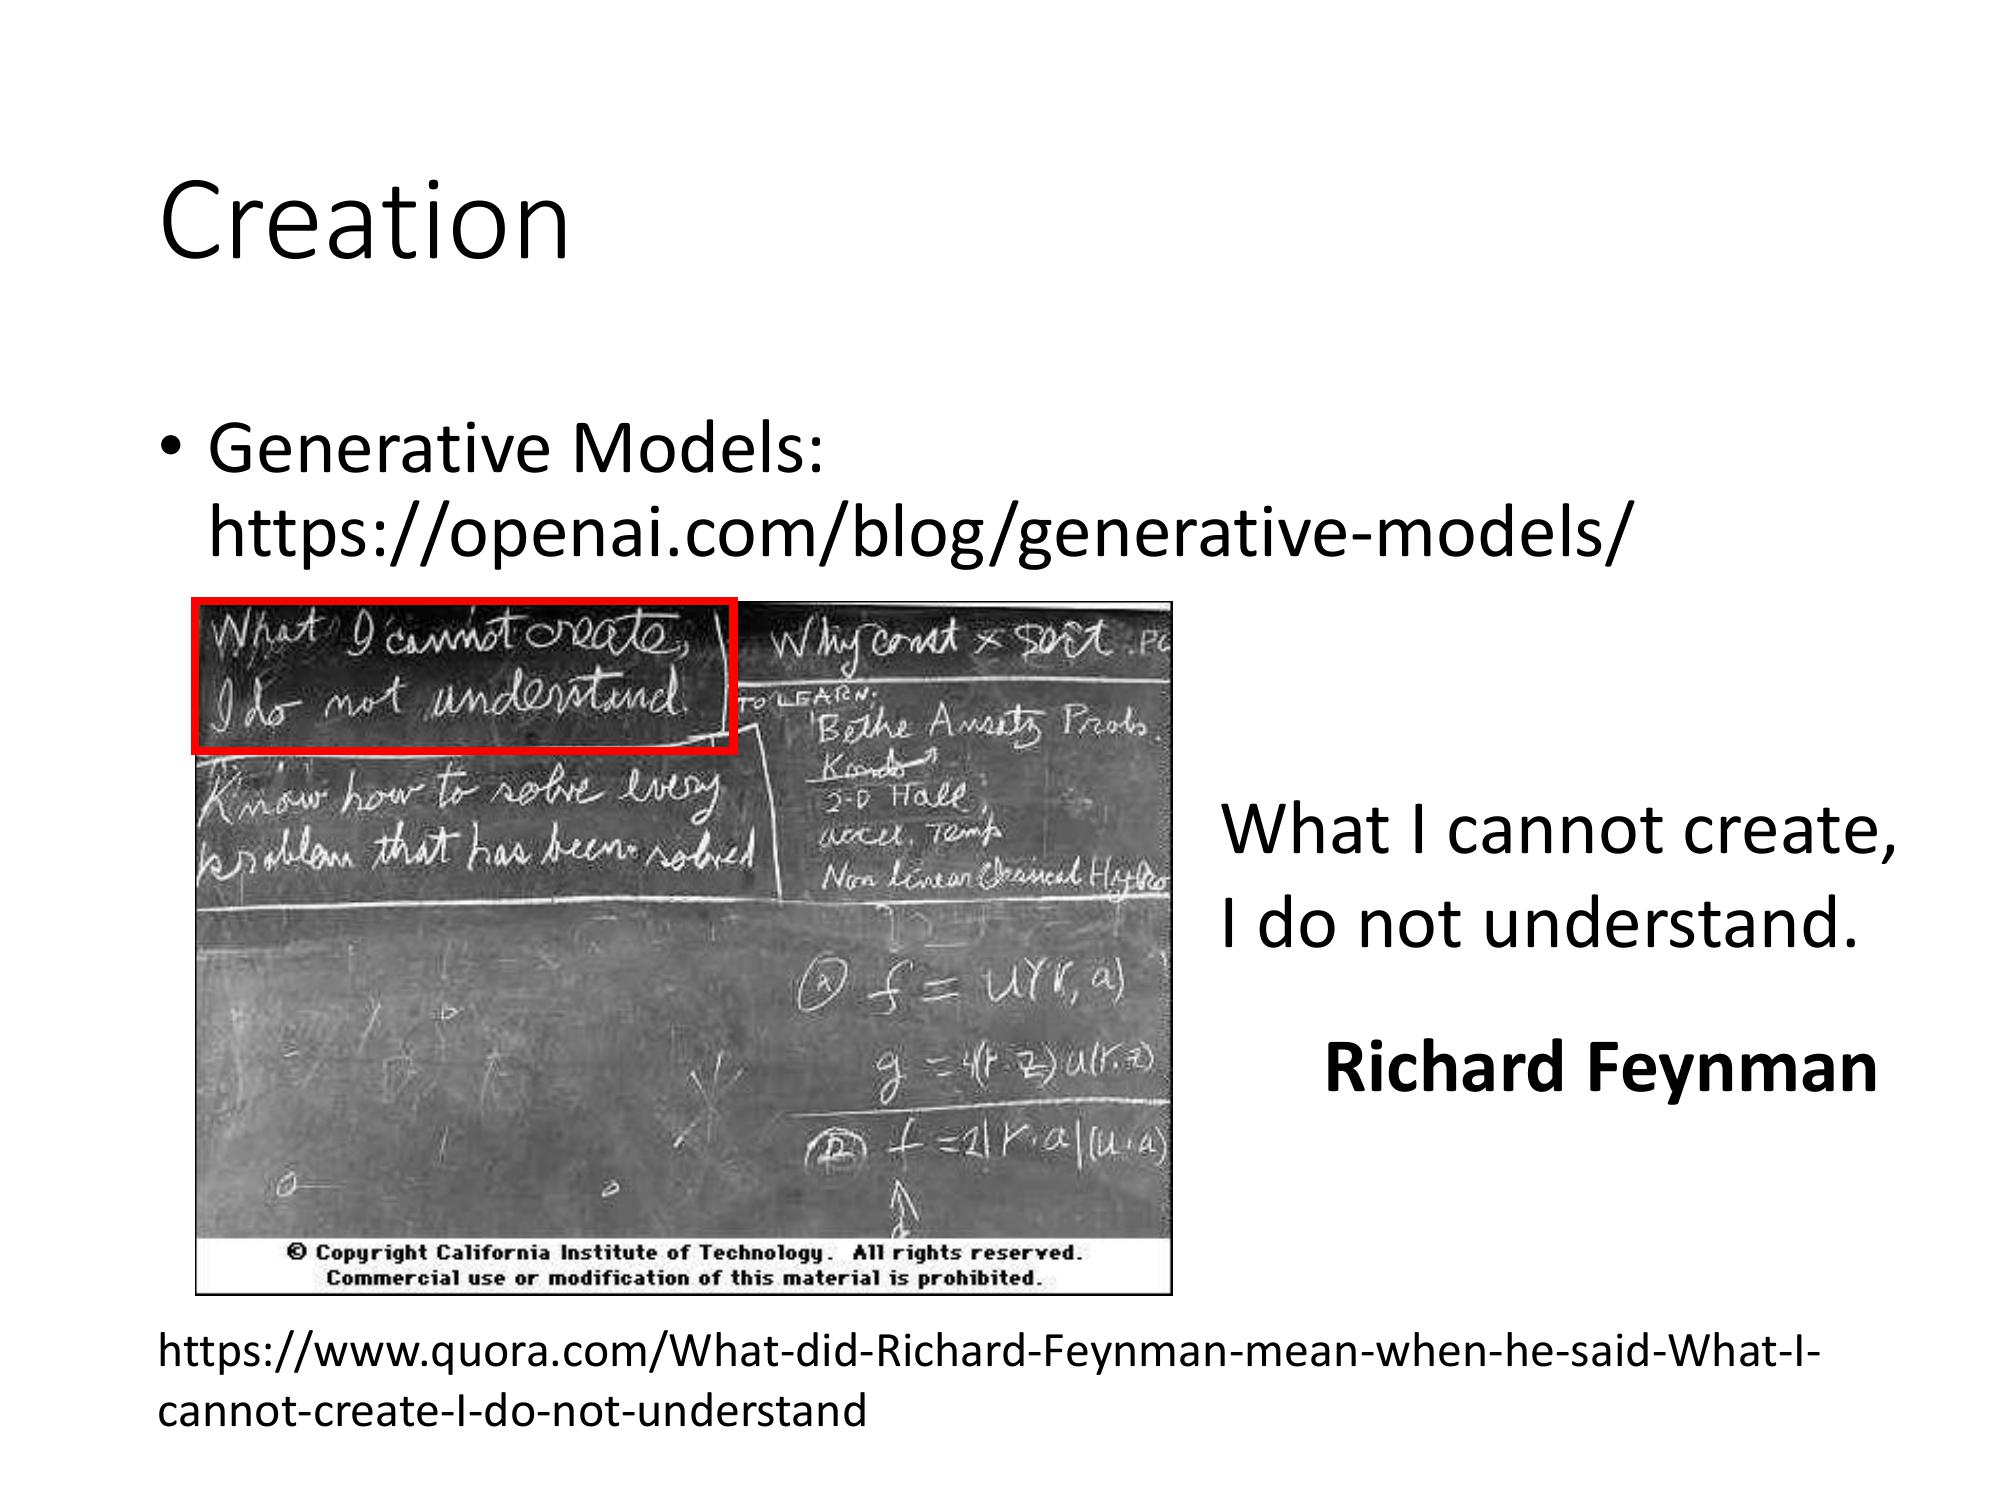 Creation
• Generative Models:
https://openai.com/blog/generative-models/
What I cannot create,
I do not understand.
Know how to solve every
problem that has been solved
Why const × sort . PO
TO LEARN:
Bethe Ansatz Probs.
Kondo
2-D Hall
accel. Temp
Non Linear Classical Hydro
f = u(r, a)
g = 4(r·z) u(r,z)
f = 2|r·a|(u·a)
© Copyright California Institute of Technology. All rights reserved.
Commercial use or modification of this material is prohibited.
What I cannot create,
I do not understand.
Richard Feynman
https://www.quora.com/What-did-Richard-Feynman-mean-when-he-said-What-I-
cannot-create-I-do-not-understand